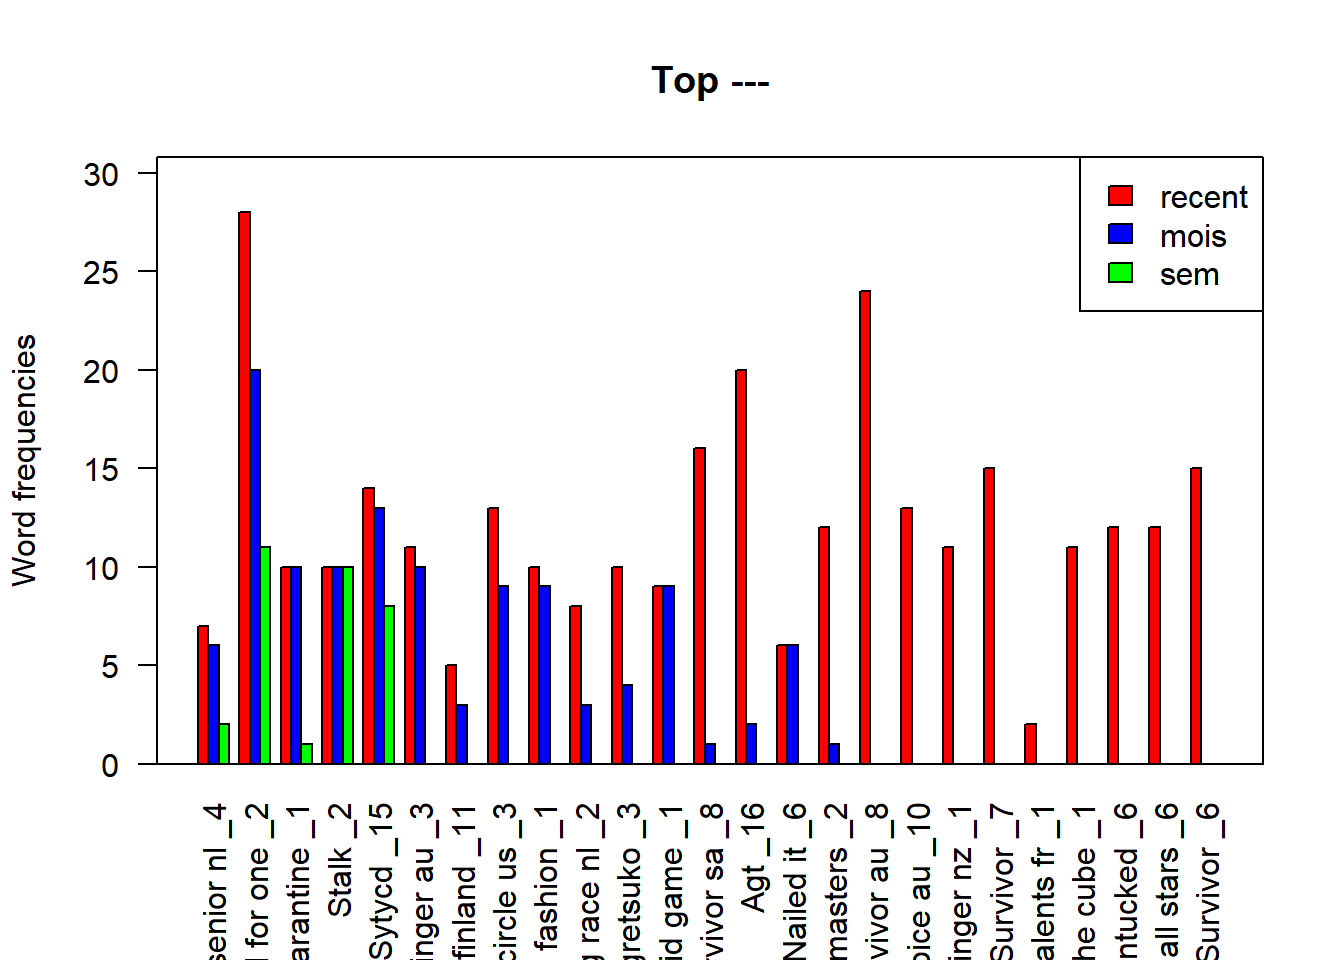 Top ---
Word frequencies
30
25
20
15
10
5
0
recent
mois
sem
senior nl _4
for one _2
arantine _1
Stalk _2
Sytycd _15
inger au _3
finland _11
circle us _3
fashion _1
race nl _2
gretsuko _3
id game _1
vivor sa _8
Agt _16
Nailed it _6
masters _2
vivor au _8
oice au _10
inger nz _1
Survivor _7
alents fr _1
he cube _1
ntucked _6
all stars _6
Survivor _6